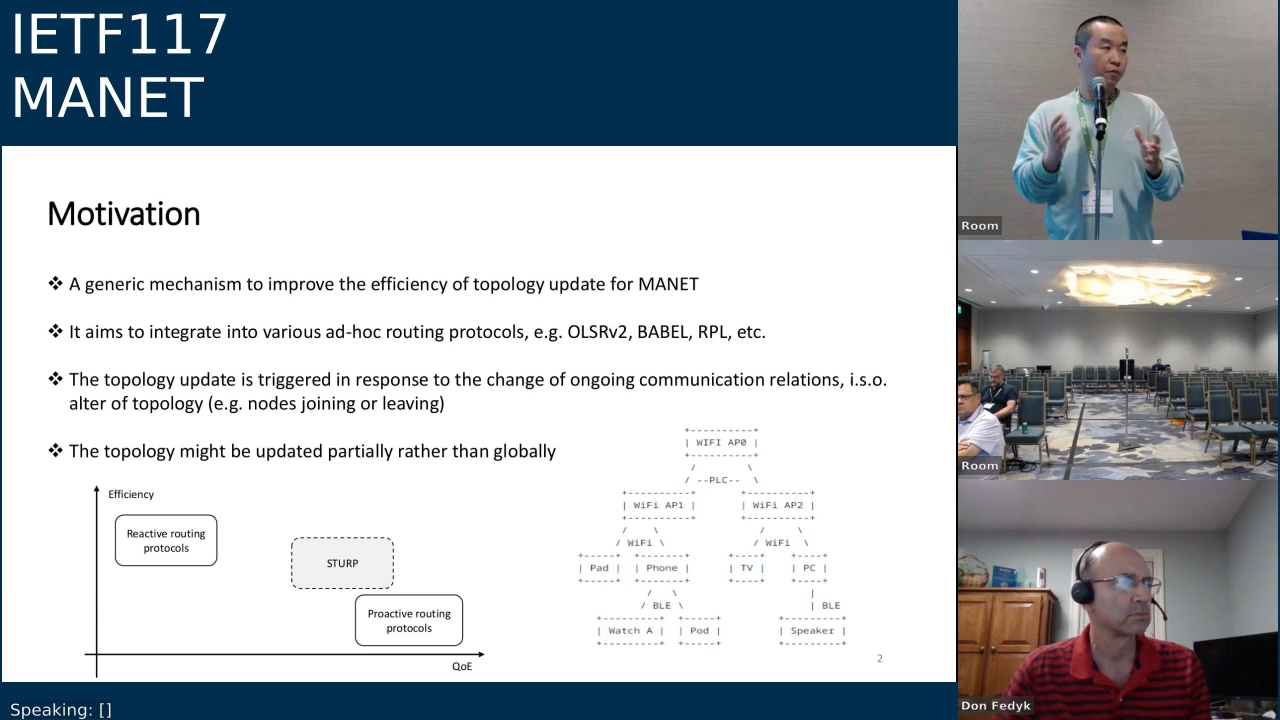 IETF117
MANET
Motivation
❖ A generic mechanism to improve the efficiency of topology update for MANET
❖ It aims to integrate into various ad-hoc routing protocols, e.g. OLSRv2, BABEL, RPL, etc.
❖ The topology update is triggered in response to the change of ongoing communication relations, i.s.o.
alter of topology (e.g. nodes joining or leaving)
❖ The topology might be updated partially rather than globally
Efficiency
Reactive routing
protocols
STURP
Proactive routing
protocols
QoE
+----------+
| WIFI AP0 |
+----------+
/ \
/ --PLC-- \
+----------+ +----------+
| WiFi AP1 | | WiFi AP2 |
+----------+ +----------+
/ \ / \
/ WiFi \ / WiFi \
+-----+ +-------+ +----+ +----+
| Pad | | Phone | | TV | | PC |
+-----+ +-------+ +----+ +----+
/ \ |
/ BLE \ | BLE
+---------+ +-----+ +---------+
| Watch A | | Pod | | Speaker |
+---------+ +-----+ +---------+
2
Speaking: []
Room
Room
Don Fedyk